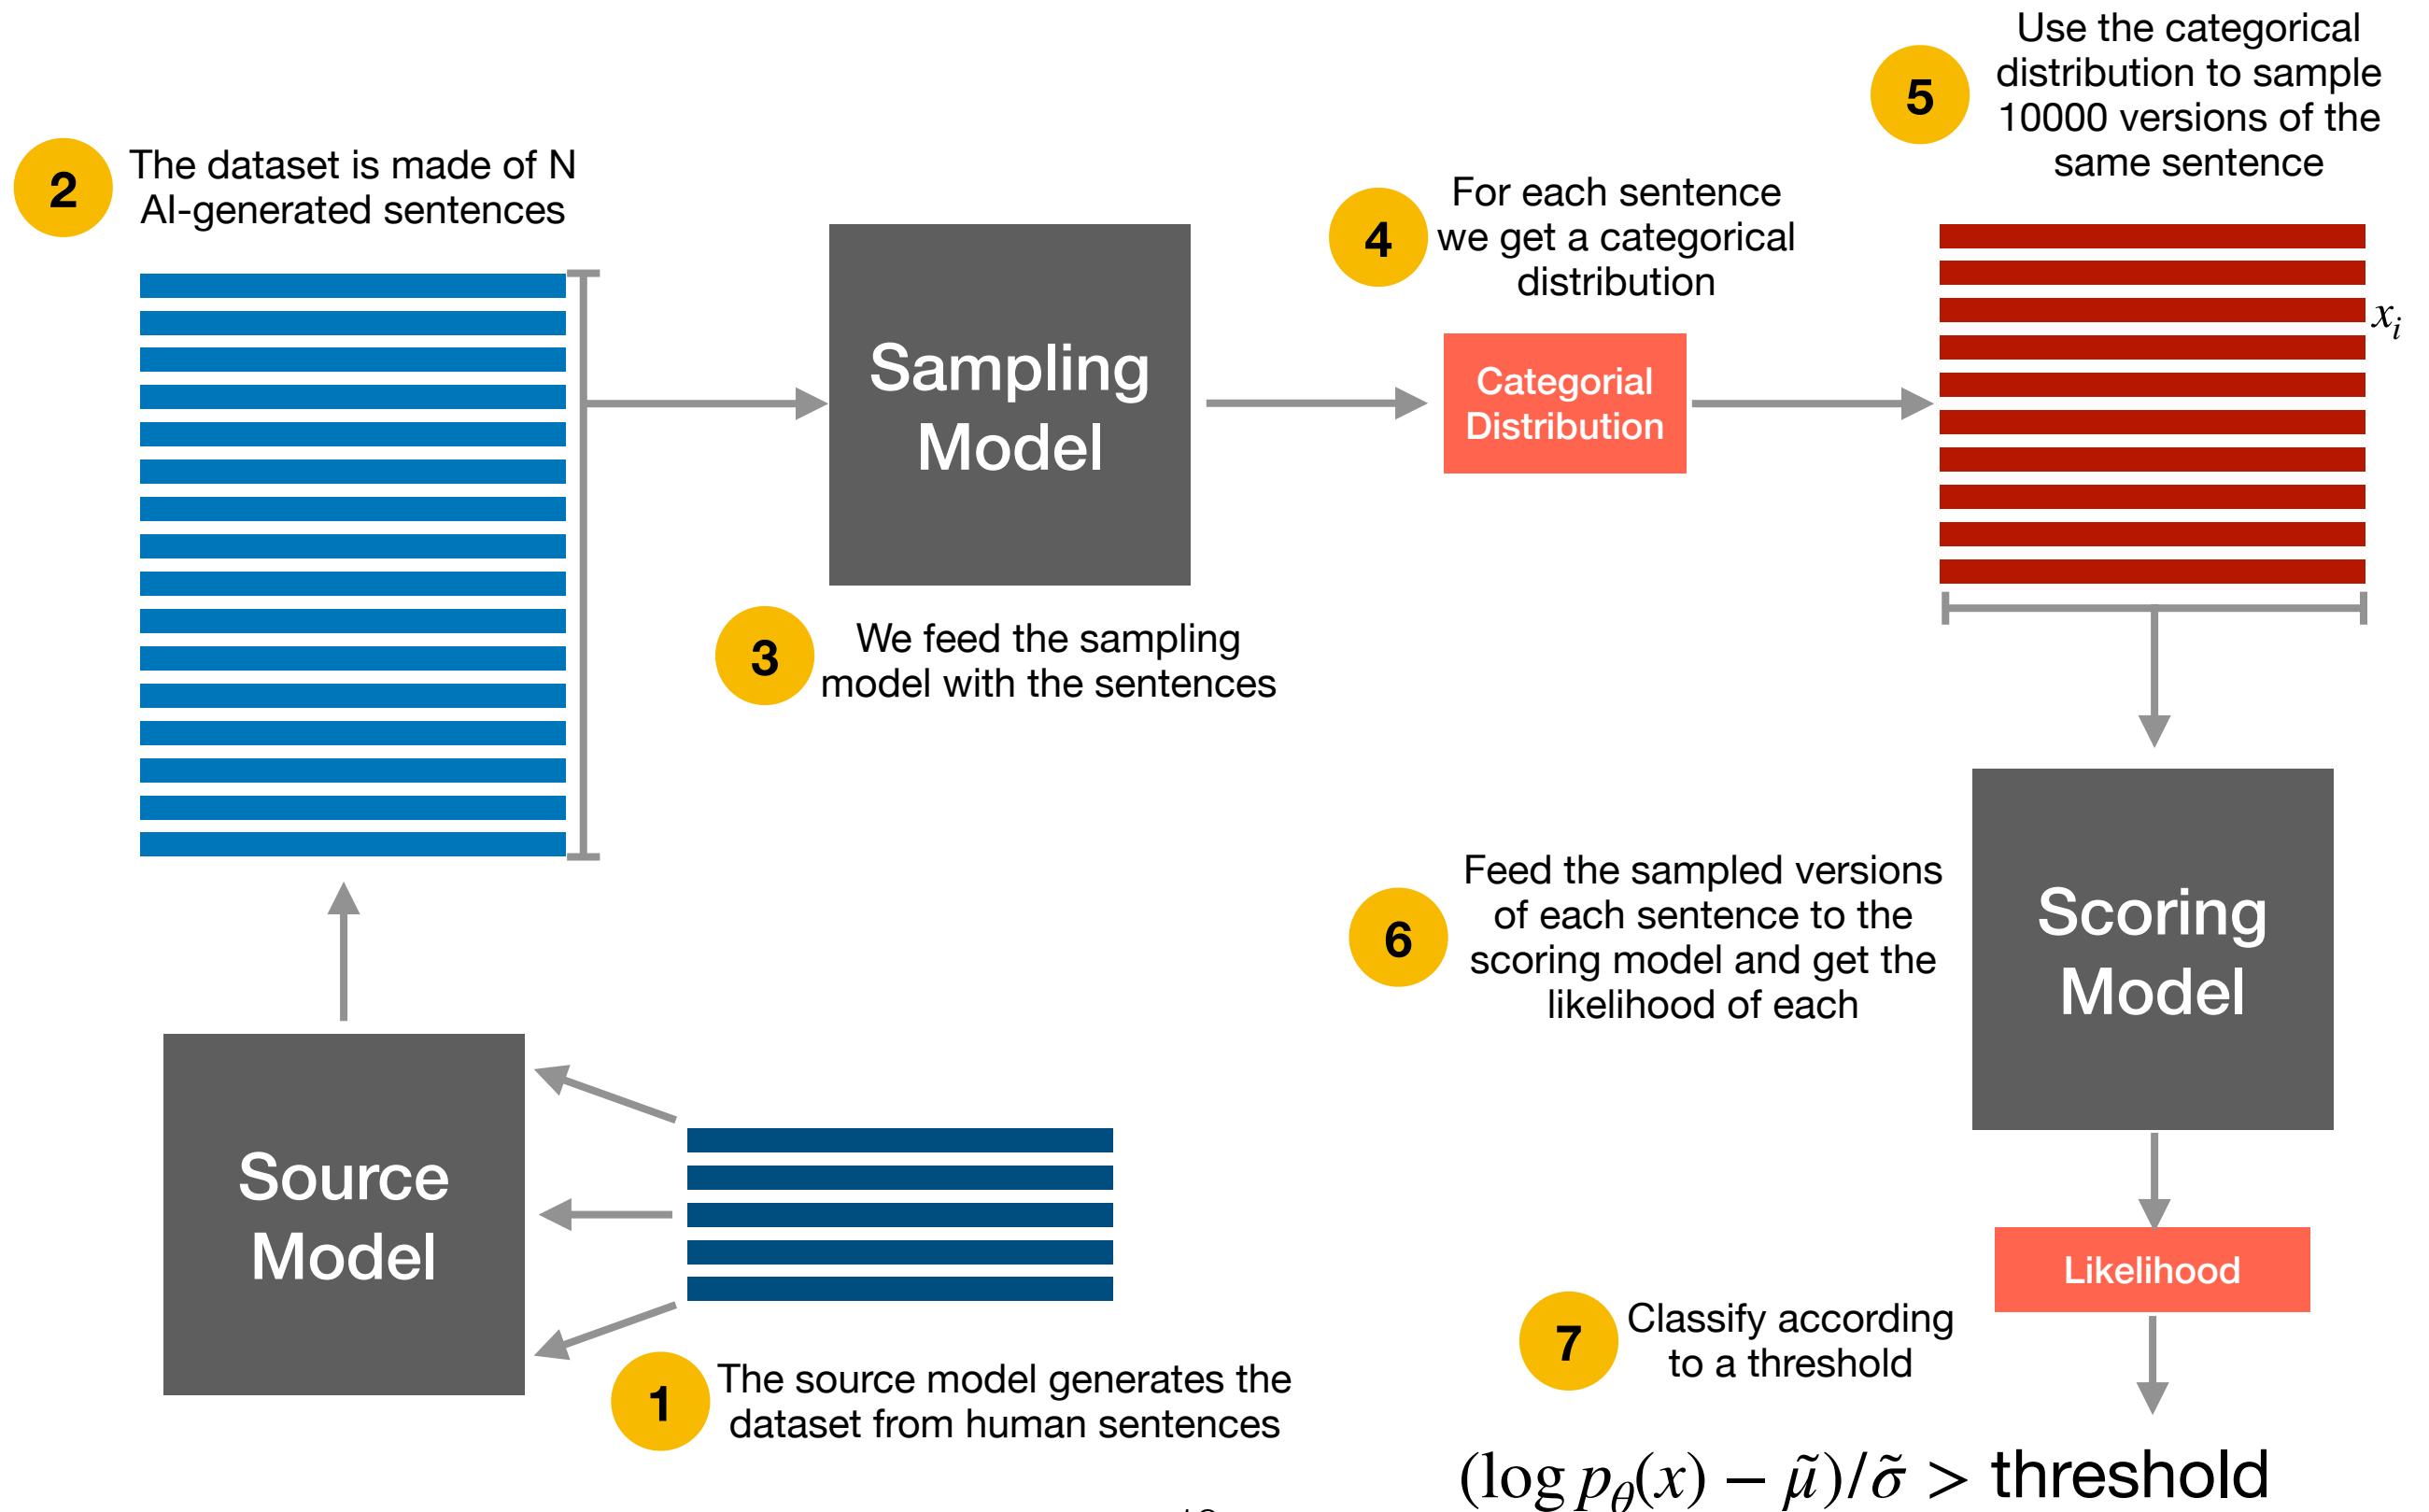 Use the categorical
distribution to sample
10000 versions of the
same sentence
5
2
The dataset is made of N
AI-generated sentences
4
For each sentence
we get a categorical
distribution
x_i
Sampling
Model
Categorial
Distribution
3
We feed the sampling
model with the sentences
6
Feed the sampled versions
of each sentence to the
scoring model and get the
likelihood of each
Scoring
Model
Source
Model
Likelihood
7
Classify according
to a threshold
1
The source model generates the
dataset from human sentences
(log p_θ(x) − μ̃)/σ̃ > threshold